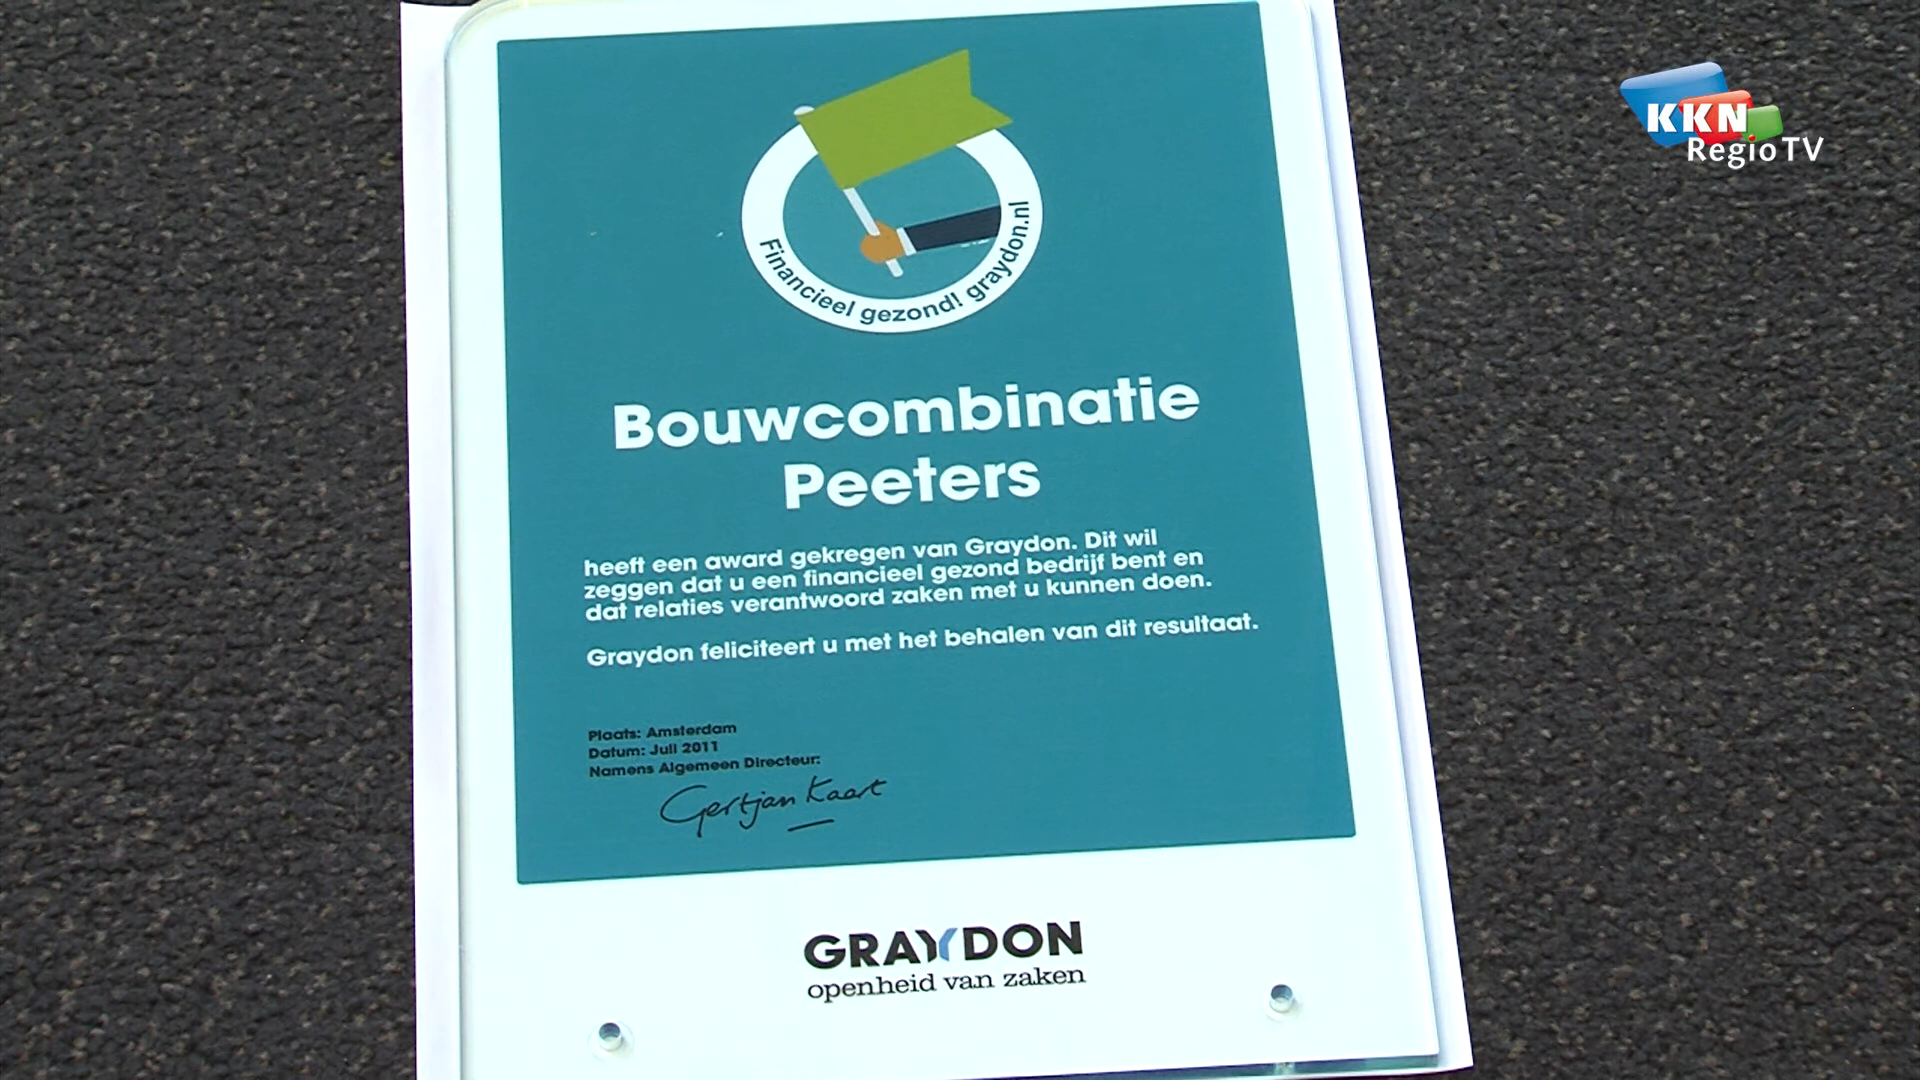 KKN
RegioTV
Financieel gezond! graydon.nl
Bouwcombinatie
Peeters
heeft een award gekregen van Graydon. Dit wil
zeggen dat u een financieel gezond bedrijf bent en
dat relaties verantwoord zaken met u kunnen doen.
Graydon feliciteert u met het behalen van dit resultaat.
Plaats: Amsterdam
Datum: Juli 2011
Namens Algemeen Directeur:
Gertjan Kaart
GRAYDON
openheid van zaken